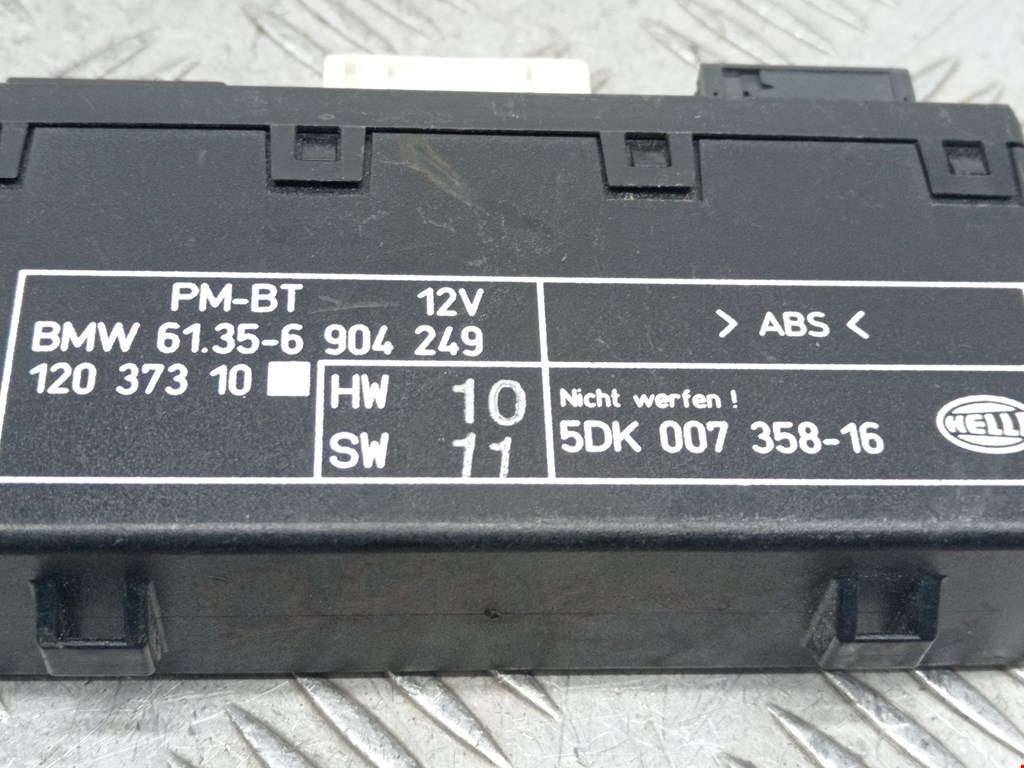 PM-BT 12V
BMW 61.35-6 904 249
120 373 10
HW 10
SW 11
> ABS <
Nicht werfen !
5DK 007 358-16